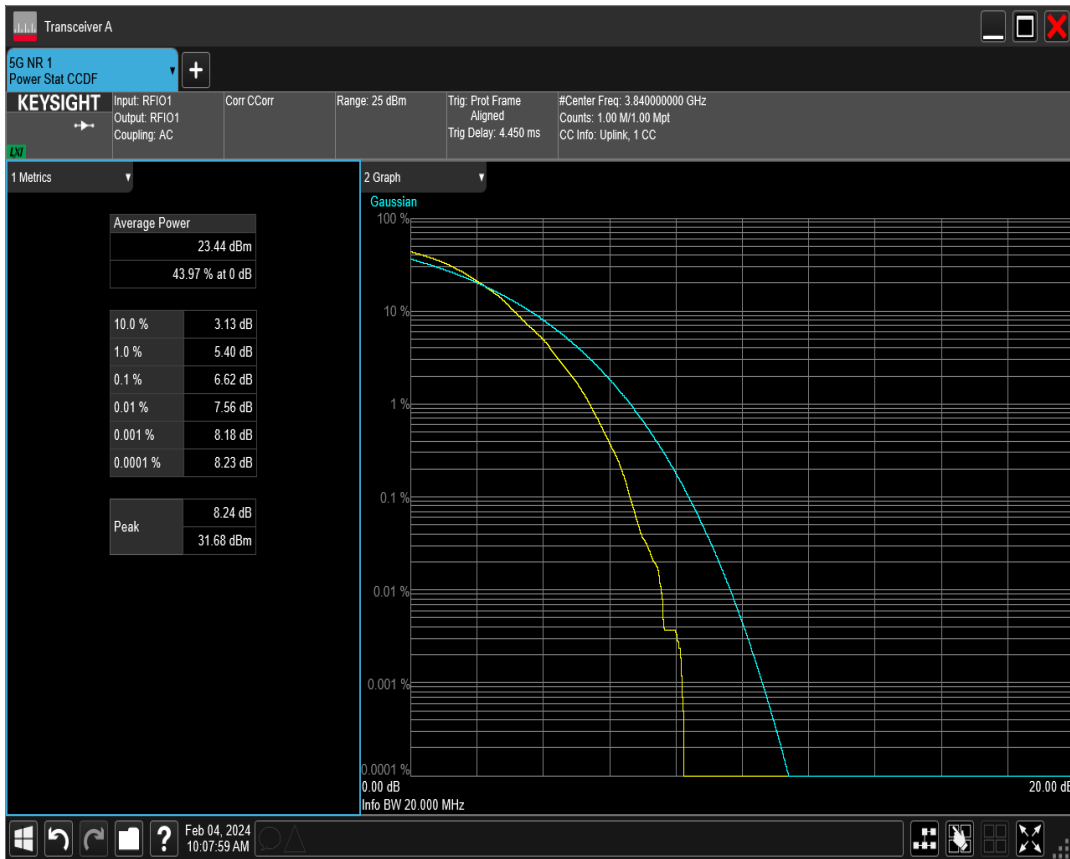 Transceiver A
5G NR 1
Power Stat CCDF
KEYSIGHT
LXI
Input: RFIO1
Output: RFIO1
Coupling: AC
Corr CCorr
Range: 25 dBm
Trig: Prot Frame
Aligned
Trig Delay: 4.450 ms
#Center Freq: 3.840000000 GHz
Counts: 1.00 M/1.00 Mpt
CC Info: Uplink, 1 CC
1 Metrics
Average Power
23.44 dBm
43.97 % at 0 dB
10.0 % 3.13 dB
1.0 % 5.40 dB
0.1 % 6.62 dB
0.01 % 7.56 dB
0.001 % 8.18 dB
0.0001 % 8.23 dB
Peak
8.24 dB
31.68 dBm
2 Graph
Gaussian
100 %
10 %
1 %
0.1 %
0.01 %
0.001 %
0.0001 %
0.00 dB 20.00 dB
Info BW 20.000 MHz
?
Feb 04, 2024
10:07:59 AM